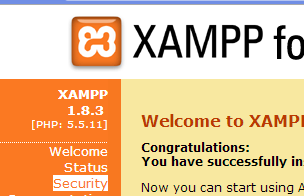 XAMPP fo
XAMPP
1.8.3
[PHP: 5.5.11]
Welcome
Status
Security
Welcome to XAMP
Congratulations:
You have successfully in
Now you can start using A